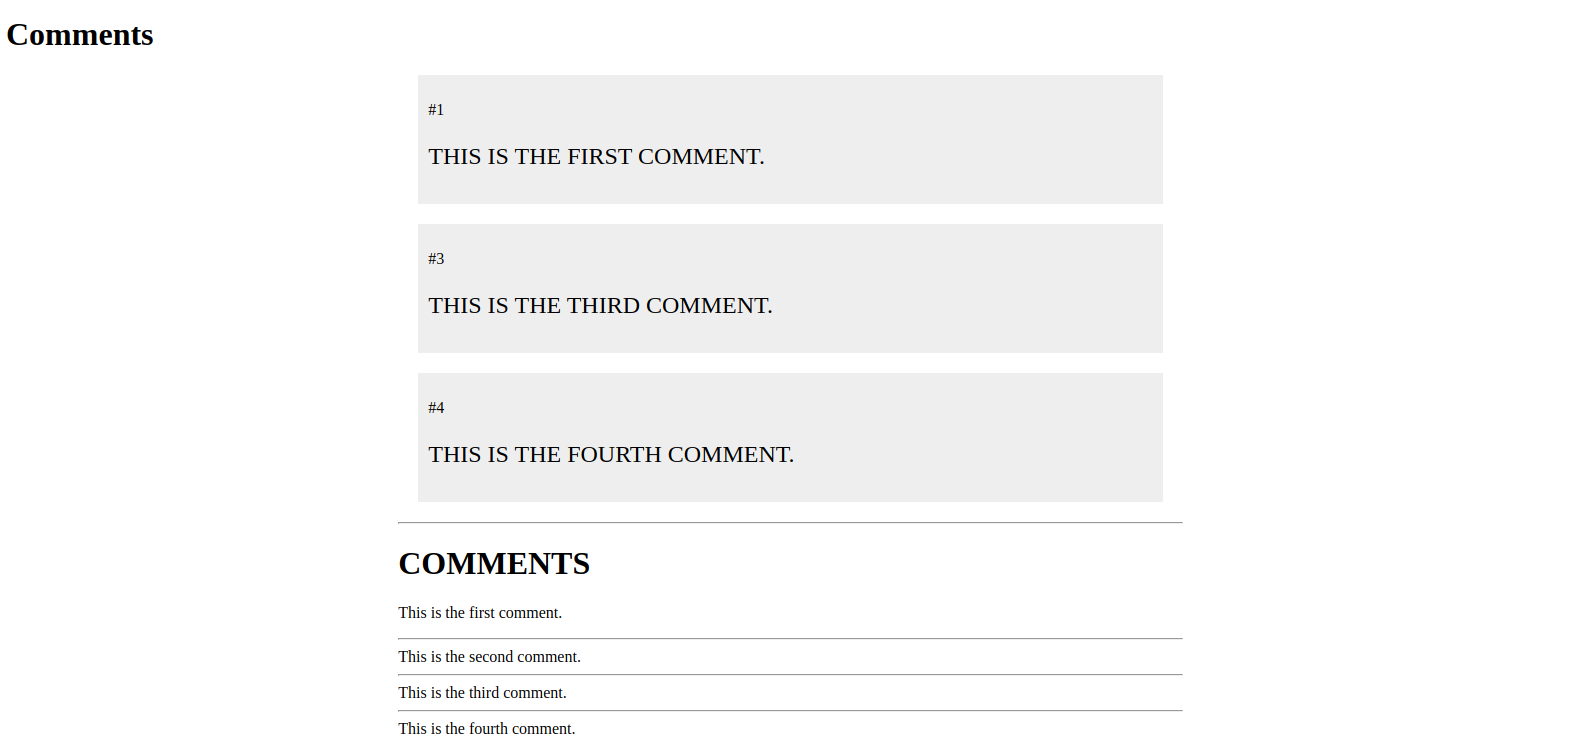 Comments
#1
THIS IS THE FIRST COMMENT.
#3
THIS IS THE THIRD COMMENT.
#4
THIS IS THE FOURTH COMMENT.
COMMENTS
This is the first comment.
This is the second comment.
This is the third comment.
This is the fourth comment.